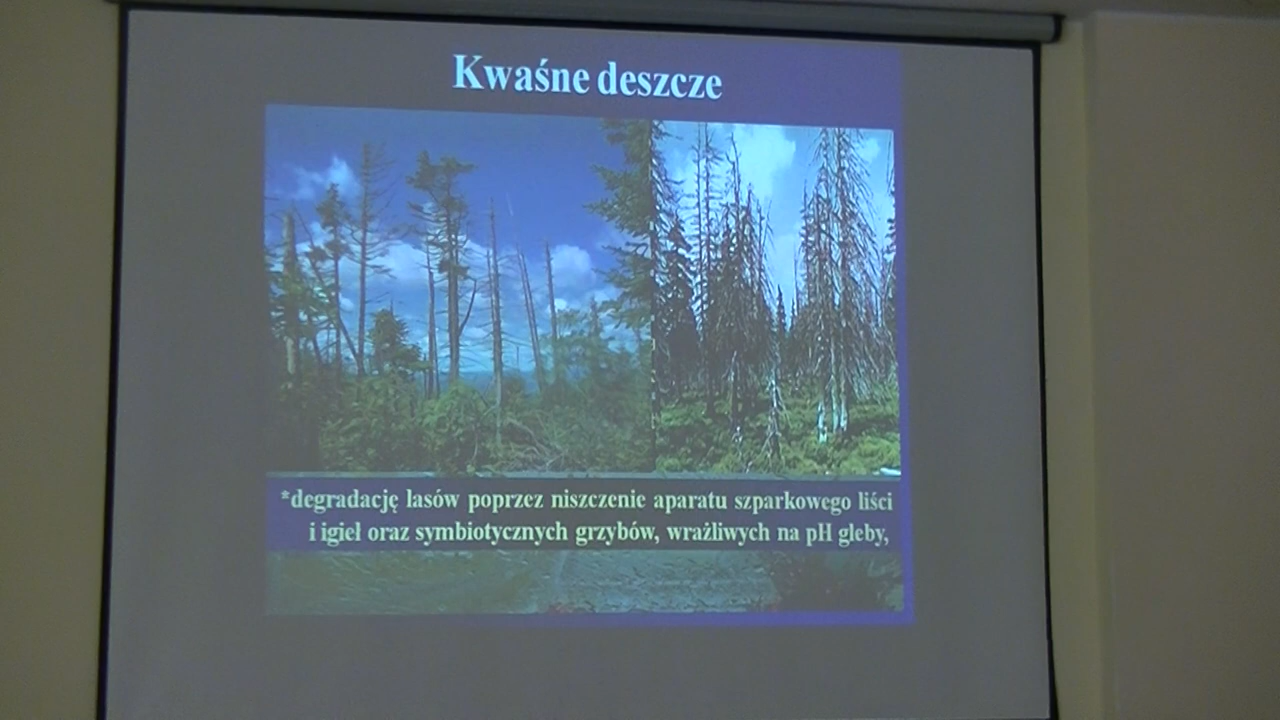 Kwaśne deszcze
*degradację lasów poprzez niszczenie aparatu szparkowego liści
i igieł oraz symbiotycznych grzybów, wrażliwych na pH gleby,